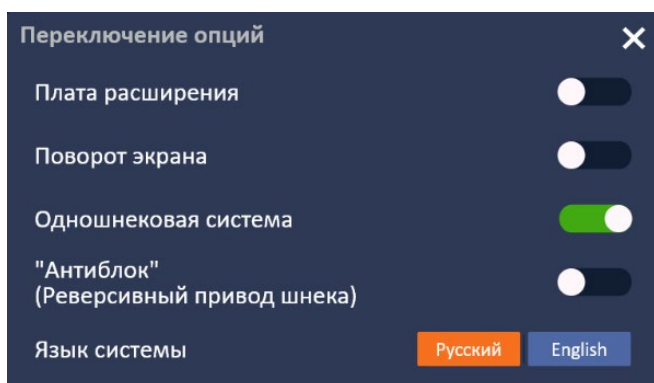 Переключение опций
Плата расширения
Поворот экрана
Одношнековая система
"Антиблок"
(Реверсивный привод шнека)
Язык системы Русский English